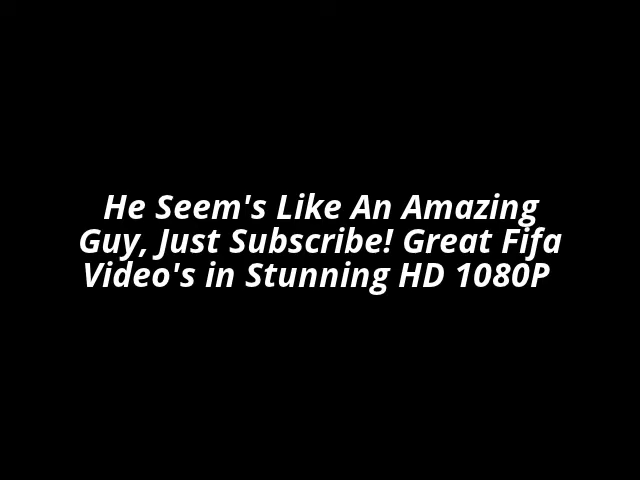 He Seem's Like An Amazing
Guy, Just Subscribe! Great Fifa
Video's in Stunning HD 1080P